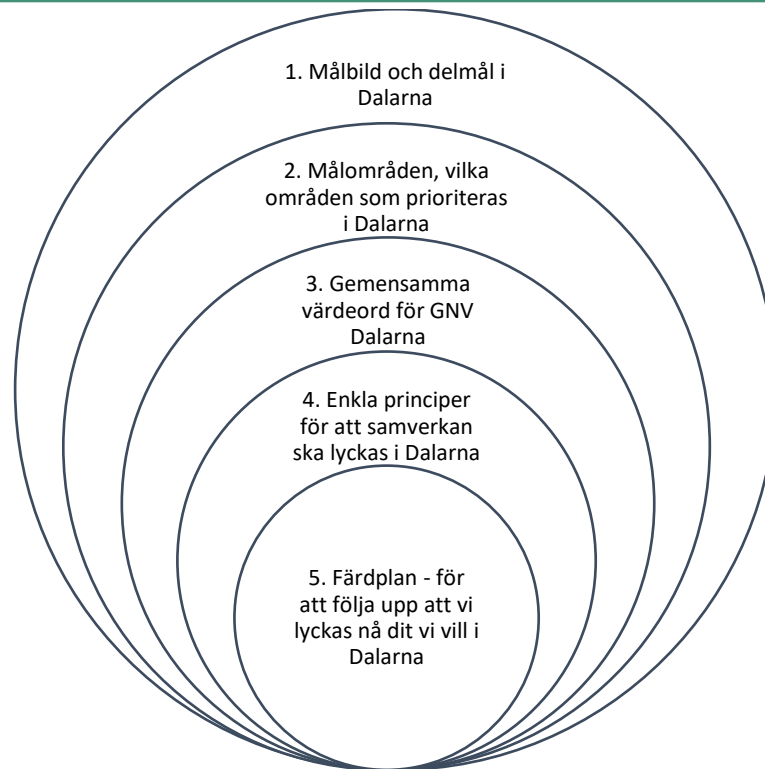 1. Målbild och delmål i
Dalarna
2. Målområden, vilka
områden som prioriteras
i Dalarna
3. Gemensamma
värdeord för GNV
Dalarna
4. Enkla principer
för att samverkan
ska lyckas i Dalarna
5. Färdplan - för
att följa upp att vi
lyckas nå dit vi vill i
Dalarna